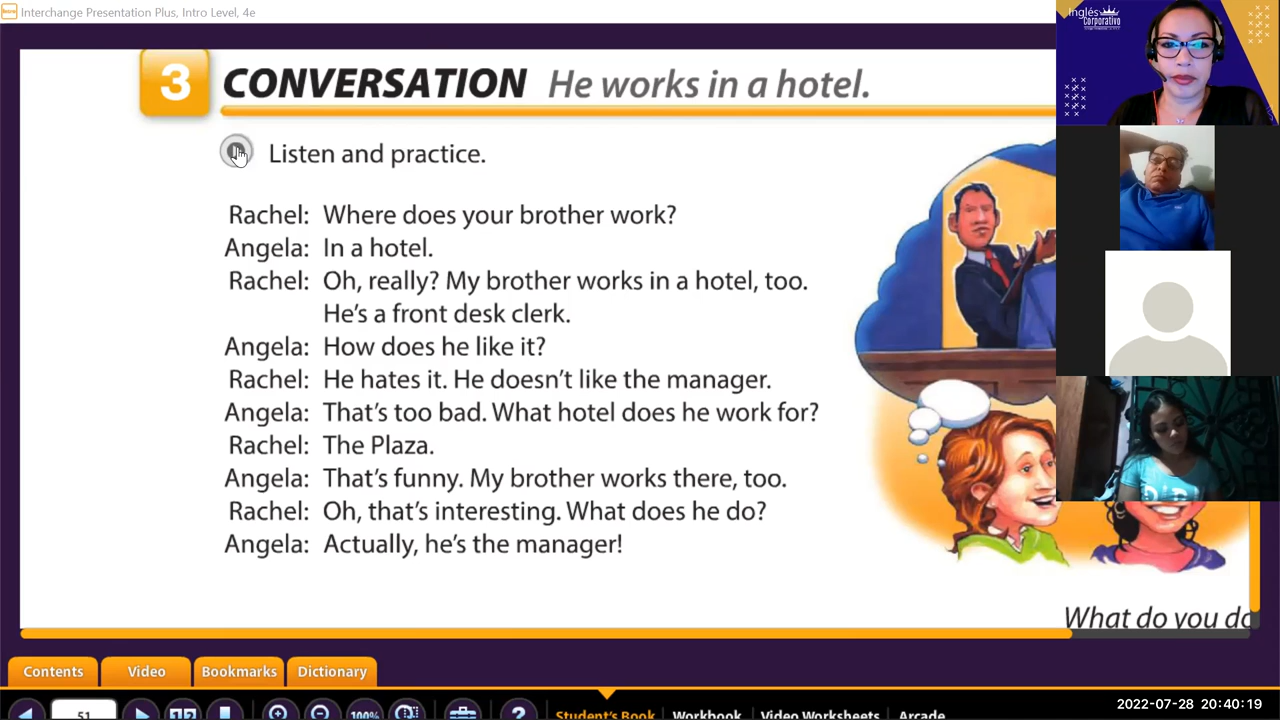 Interchange Presentation Plus, Intro Level, 4e
Inglés
Corporativo
3 CONVERSATION He works in a hotel.
Listen and practice.
Rachel: Where does your brother work?
Angela: In a hotel.
Rachel: Oh, really? My brother works in a hotel, too.
He's a front desk clerk.
Angela: How does he like it?
Rachel: He hates it. He doesn't like the manager.
Angela: That's too bad. What hotel does he work for?
Rachel: The Plaza.
Angela: That's funny. My brother works there, too.
Rachel: Oh, that's interesting. What does he do?
Angela: Actually, he's the manager!
What do you do
Contents Video Bookmarks Dictionary
51 100% ? Student's Book Workbook Video Worksheets Arcade
2022-07-28 20:40:19